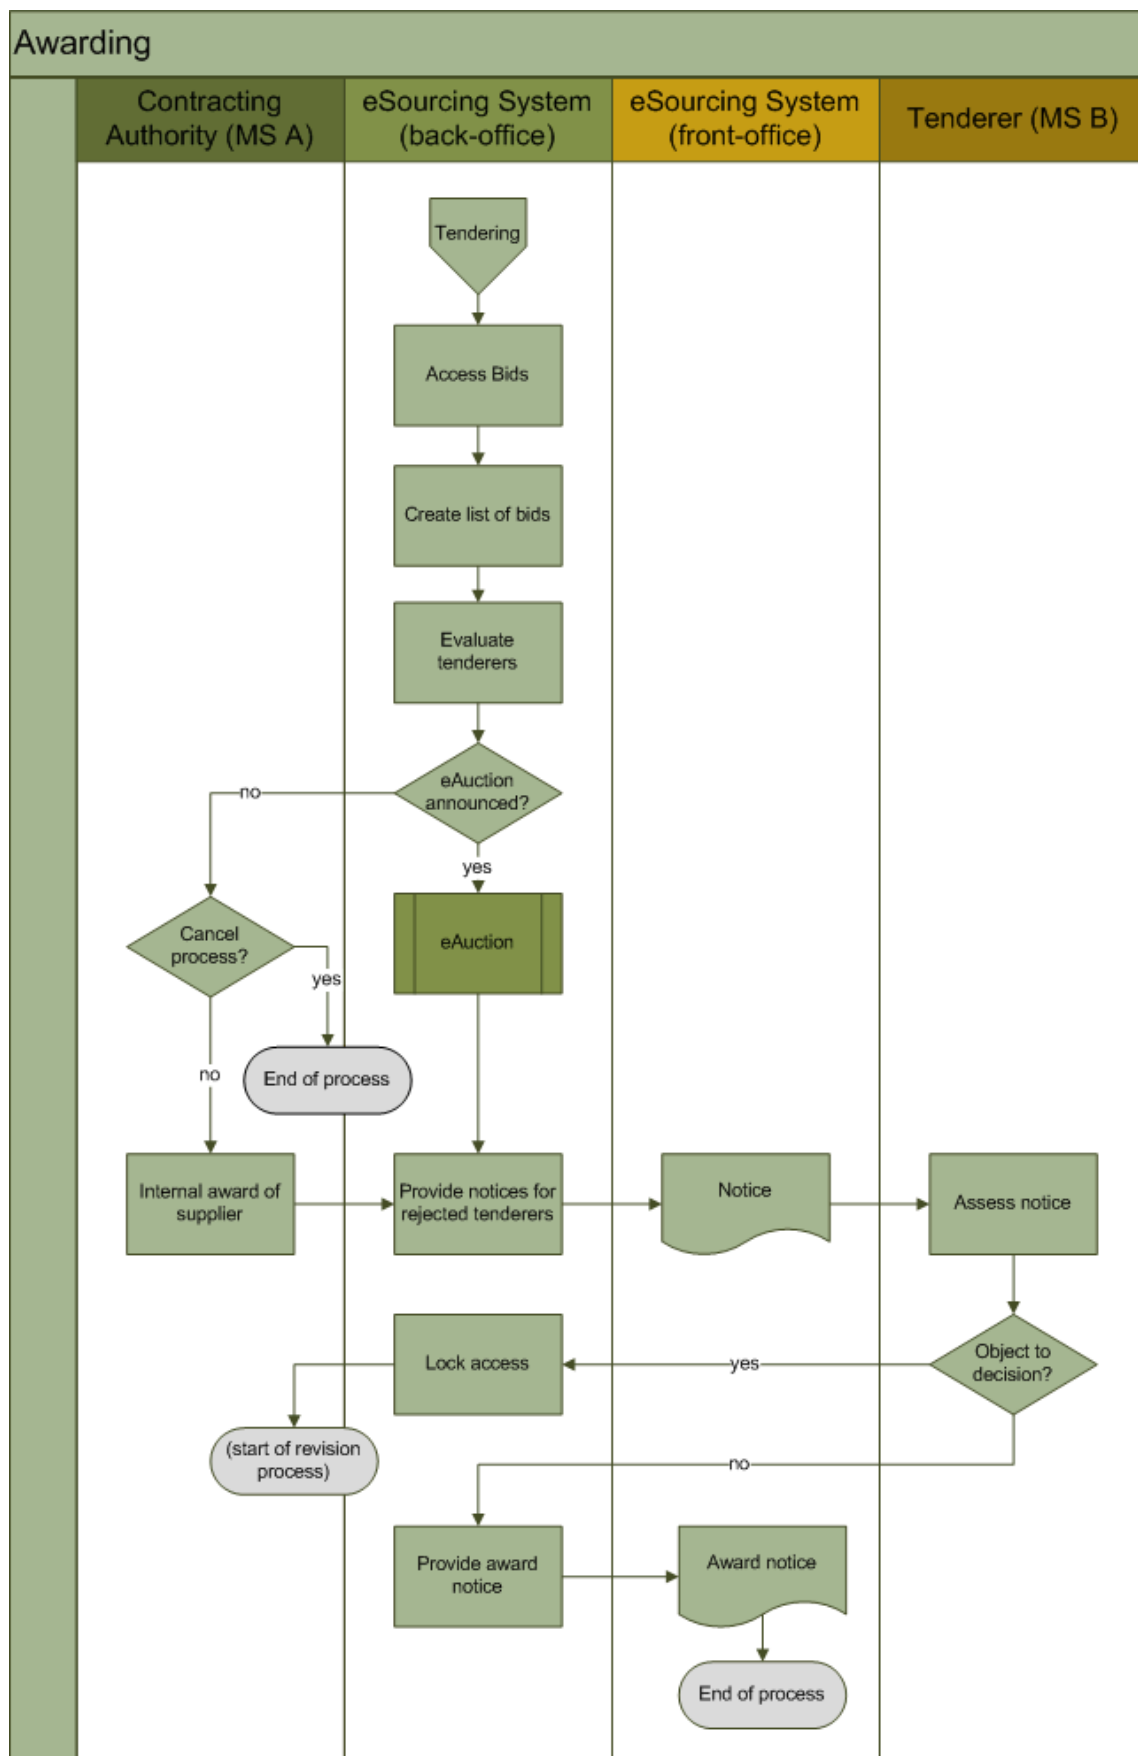 Awarding
Contracting
Authority (MS A)
eSourcing System
(back-office)
eSourcing System
(front-office)
Tenderer (MS B)
Tendering
Access Bids
Create list of bids
Evaluate
tenderers
eAuction
announced?
no
yes
Cancel
process?
eAuction
yes
no
End of process
Internal award of
supplier
Provide notices for
rejected tenderers
Notice
Assess notice
Lock access
yes
Object to
decision?
(start of revision
process)
no
Provide award
notice
Award notice
End of process